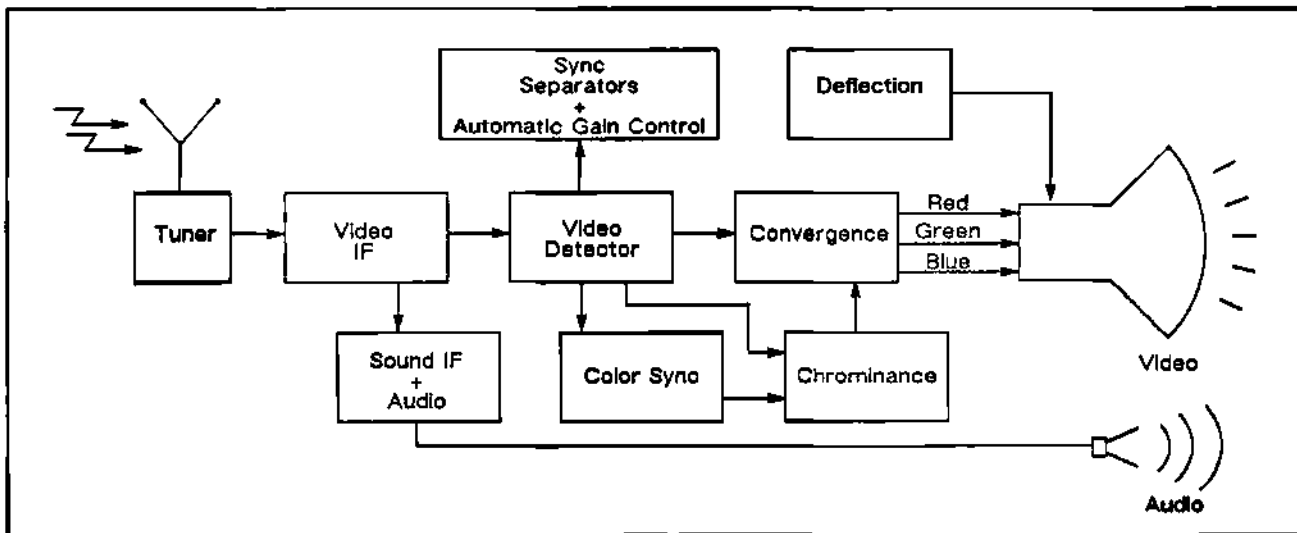 Sync
Separators
+
Automatic Gain Control
Deflection
Tuner
Video
IF
Video
Detector
Convergence
Red
Green
Blue
Sound IF
+
Audio
Color Sync
Chrominance
Video
Audio